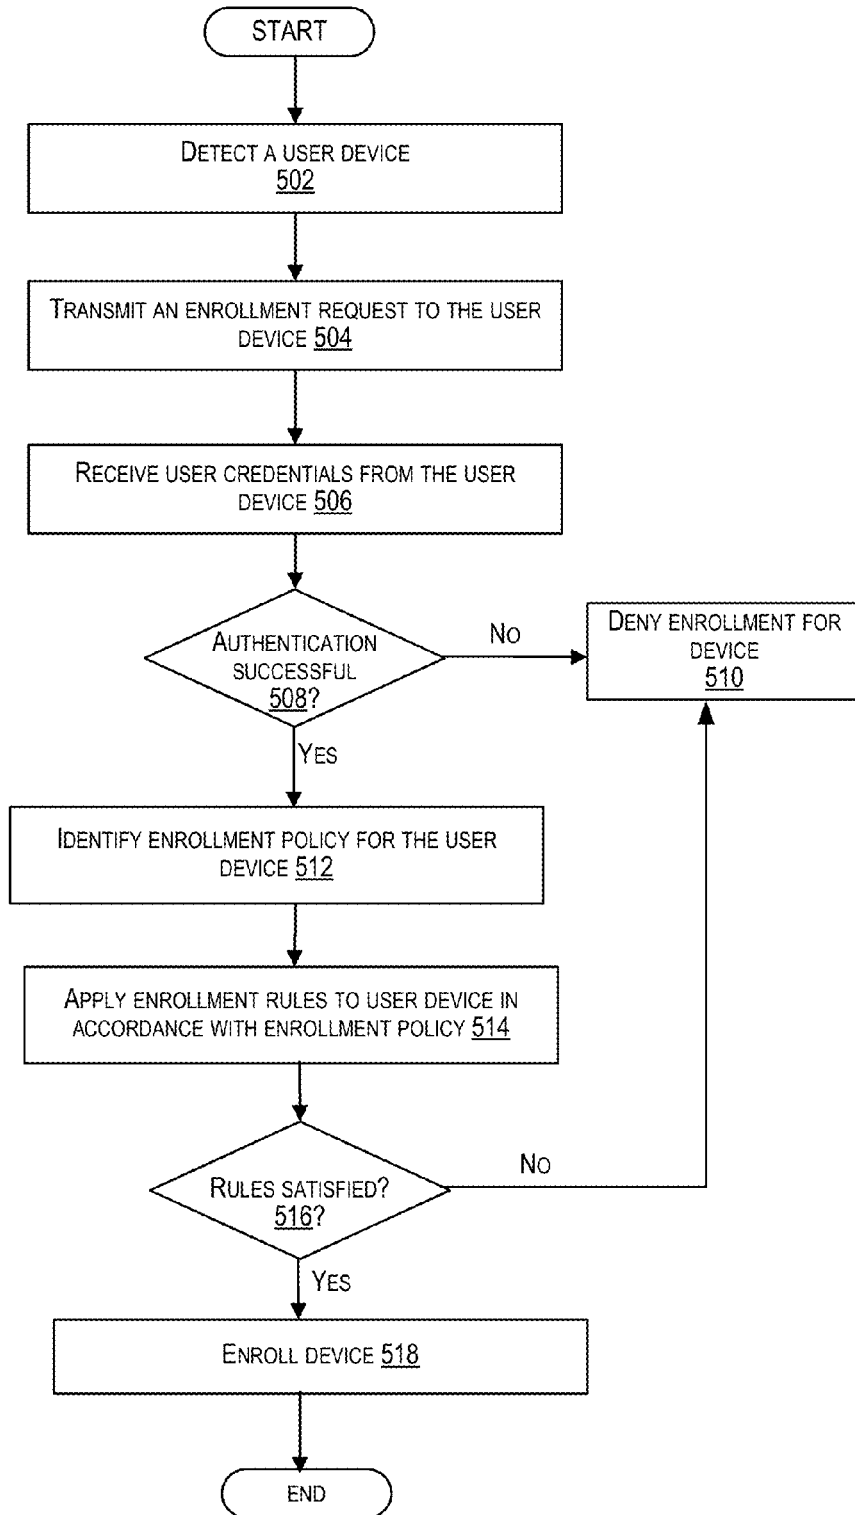 START
DETECT A USER DEVICE
502
TRANSMIT AN ENROLLMENT REQUEST TO THE USER
DEVICE 504
RECEIVE USER CREDENTIALS FROM THE USER
DEVICE 506
AUTHENTICATION
SUCCESSFUL
508?
NO
DENY ENROLLMENT FOR
DEVICE
510
YES
IDENTIFY ENROLLMENT POLICY FOR THE USER
DEVICE 512
APPLY ENROLLMENT RULES TO USER DEVICE IN
ACCORDANCE WITH ENROLLMENT POLICY 514
RULES SATISFIED?
516?
NO
YES
ENROLL DEVICE 518
END